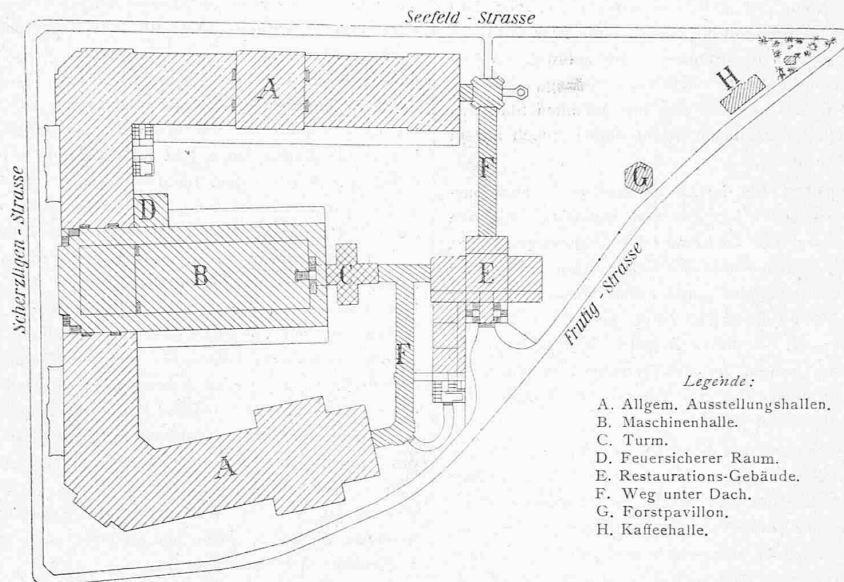 Seefeld - Strasse
A
H
F
G
D
Scherzligen - Strasse
B
C
E
Frutig - Strasse
F
A
Legende:
A. Allgem. Ausstellungshallen.
B. Maschinenhalle.
C. Turm.
D. Feuersicherer Raum.
E. Restaurations-Gebäude.
F. Weg unter Dach.
G. Forstpavillon.
H. Kaffeehalle.